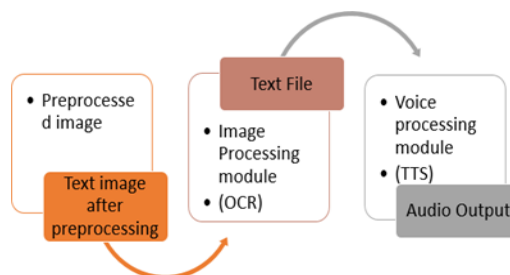 • Preprocesse
d image
Text image
after
preprocessing
Text File
• Image
Processing
module
• (OCR)
• Voice
processing
module
• (TTS)
Audio Output